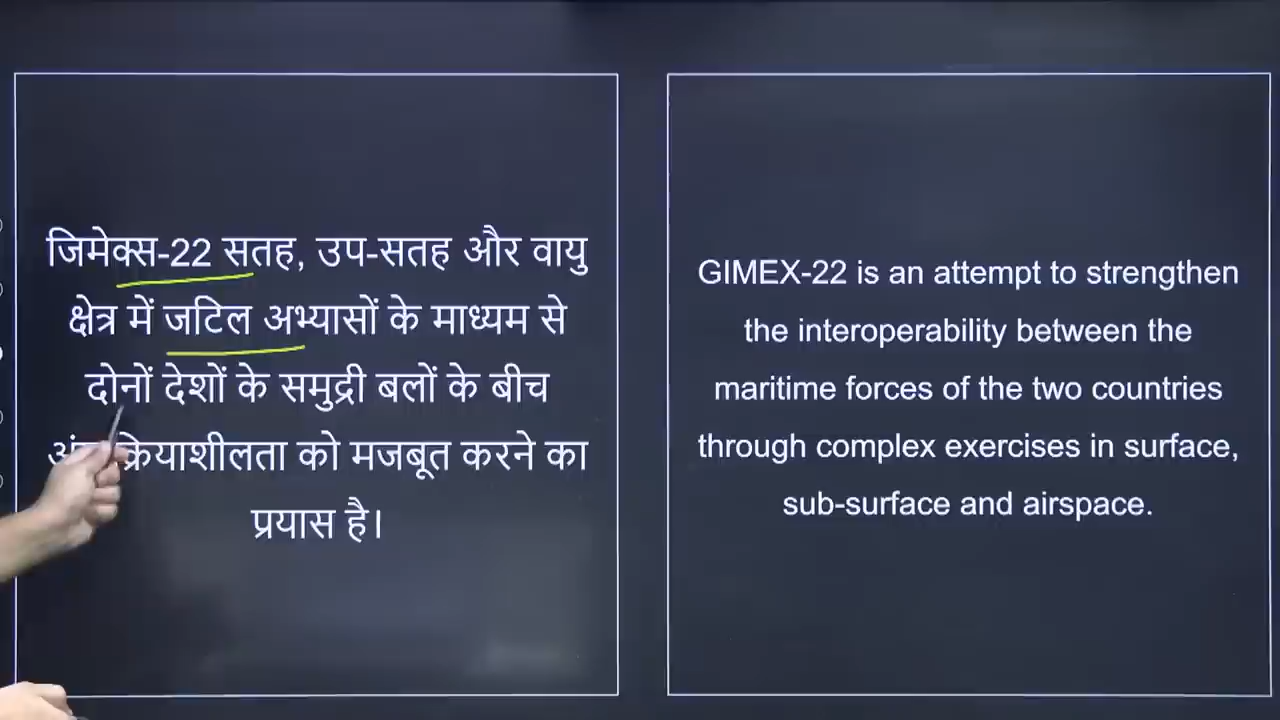 जिमेक्स-22 सतह, उप-सतह और वायु
क्षेत्र में जटिल अभ्यासों के माध्यम से
दोनों देशों के समुद्री बलों के बीच
को मजबूत करने का
प्रयास है।
GIMEX-22 is an attempt to strengthen
the interoperability between the
maritime forces of the two countries
through complex exercises in surface,
sub-surface and airspace.